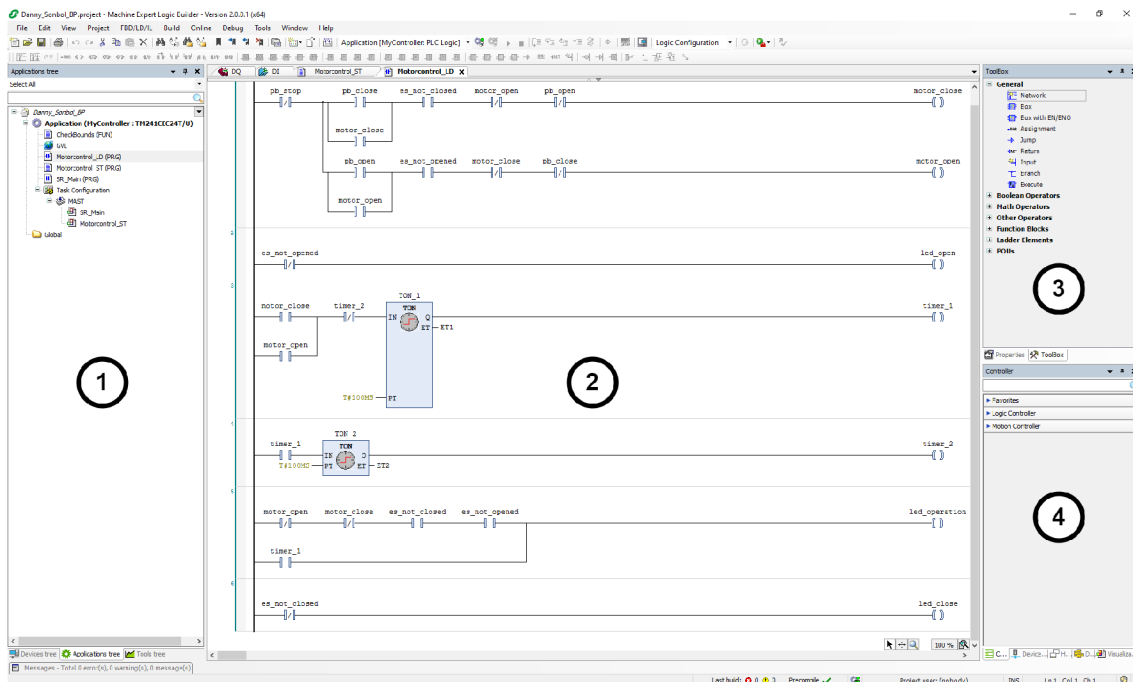 Danny_Sonbol_BP.project - Machine Expert Logic Builder - Version 2.0.3.1 (x64)
File Edit View Project FBD/LD/IL Build Online Debug Tools Window Help
Application [MyController: PLC Logic] Logic Configuration
Applications tree
Select All
Danny_Sonbol_BP
Application (MyController : TM241CEC24T/U)
CheckBounds (FUN)
GVL
Motorcontrol_LD (PRG)
Motorcontrol_ST (PRG)
SR_Main (PRG)
Task Configuration
MAST
SR_Main
Motorcontrol_ST
Global
1
Devices tree Applications tree Tools tree
DQ DI Motorcontrol_ST Motorcontrol_LD X
pb_stop pb_close es_not_closed motor_open pb_open motor_close
motor_close
pb_open es_not_opened motor_close pb_close motor_open
motor_open
2
es_not_opened led_open
3
TON_1
motor_close timer_2 TON timer_1
IN Q
ET ET1
motor_open
2
T#100MS PT
4
TON_2
timer_1 TON timer_2
IN Q
T#100MS PT ET ET2
5
motor_open motor_close es_not_closed es_not_opened led_operation
timer_1
6
es_not_closed led_close
100 %
ToolBox
General
Network
Box
Box with EN/ENO
Assignment
Jump
Return
Input
Branch
Execute
Boolean Operators
Math Operators
Other Operators
Function Blocks
Ladder Elements
POUs
3
Properties ToolBox
Controller
Favorites
Logic Controller
Motion Controller
4
C... Device... H... D... Visualiza...
Messages - Total 0 error(s), 0 warning(s), 0 message(s)
Last build: 0 0 Precompile Project user: (nobody) INS Ln 1 Col 1 Ch 1